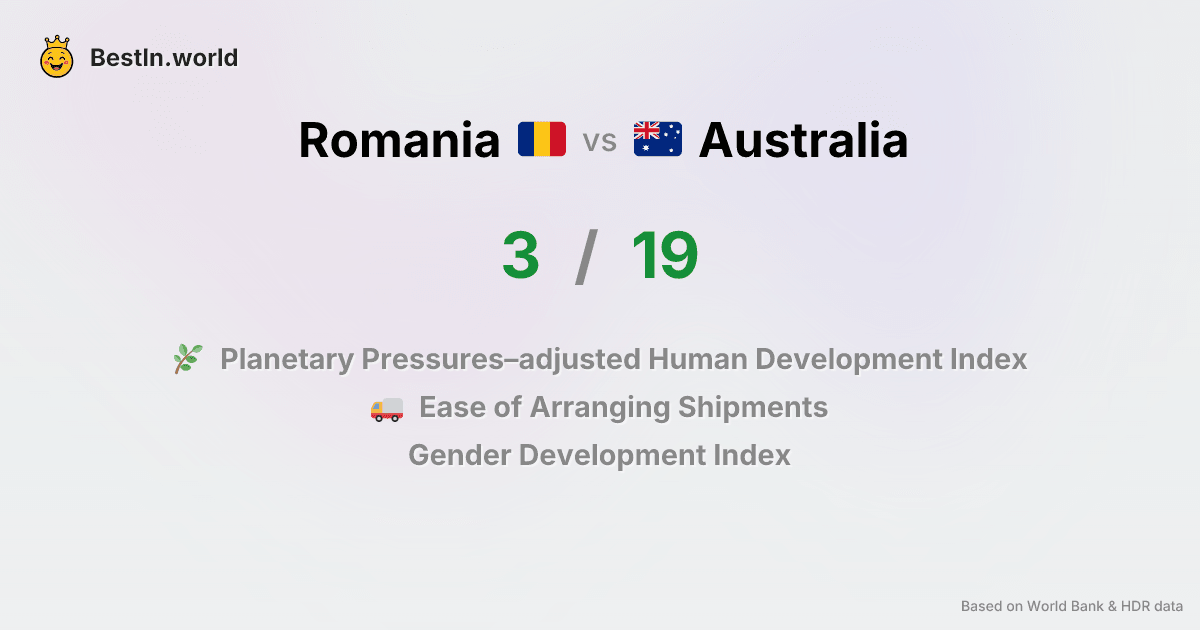 BestIn.world
Romania vs Australia
3 / 19
Planetary Pressures–adjusted Human Development Index
Ease of Arranging Shipments
Gender Development Index
Based on World Bank & HDR data